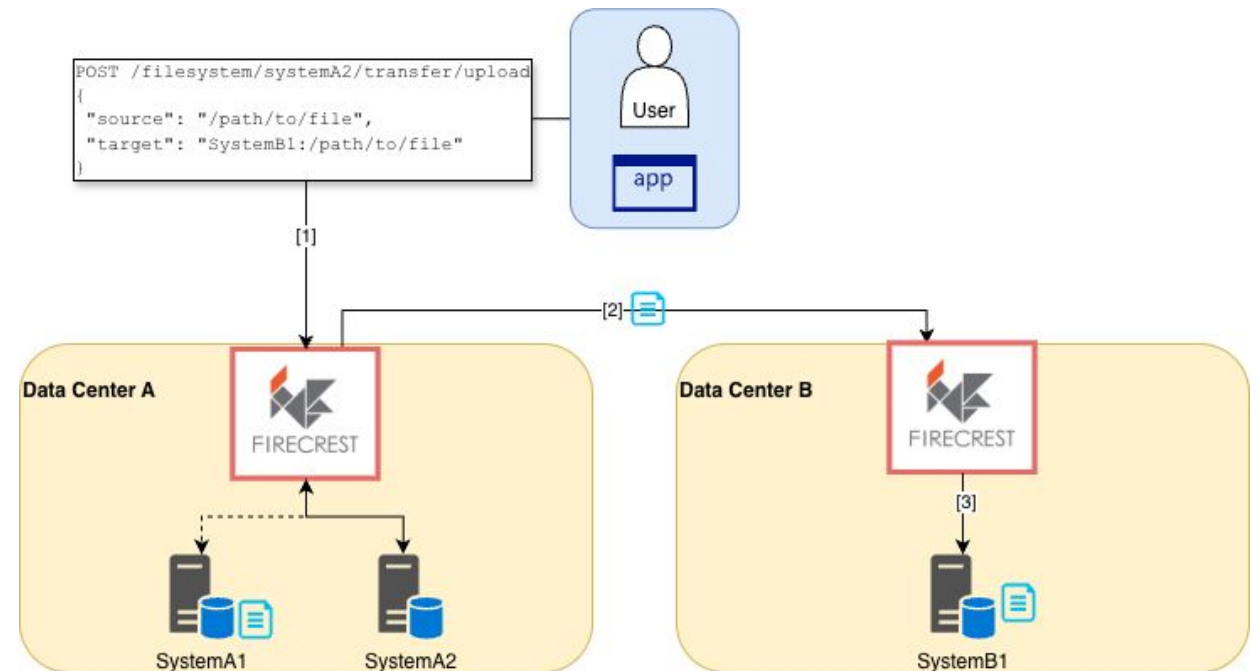 POST /filesystem/systemA2/transfer/upload
{
"source": "/path/to/file",
"target": "SystemB1:/path/to/file"
}
User
app
[1]
[2]
Data Center A
FIRECREST
Data Center B
FIRECREST
[3]
SystemA1
SystemA2
SystemB1